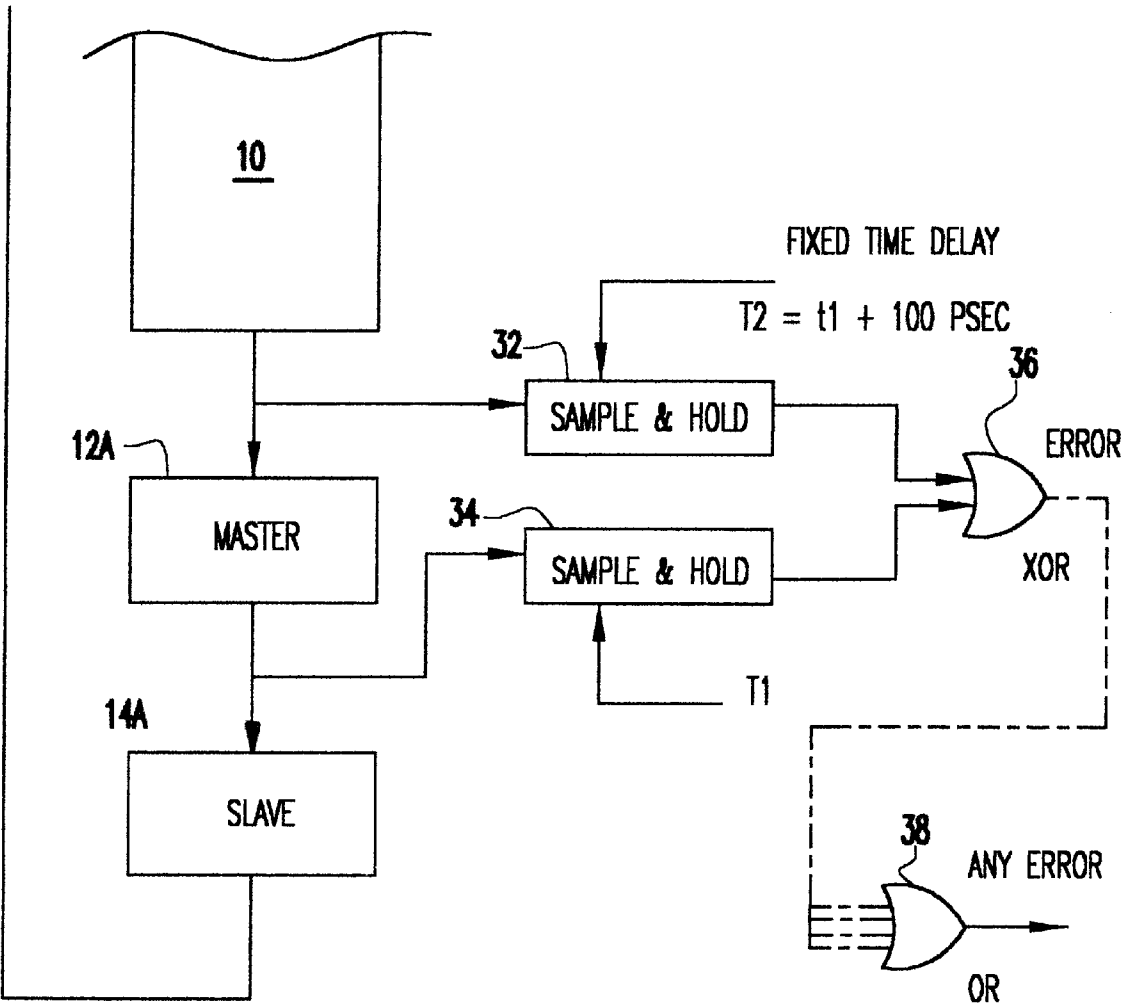 10
FIXED TIME DELAY
T2 = t1 + 100 PSEC
32
SAMPLE & HOLD
36
ERROR
12A
MASTER
34
SAMPLE & HOLD
XOR
T1
14A
SLAVE
38
ANY ERROR
OR